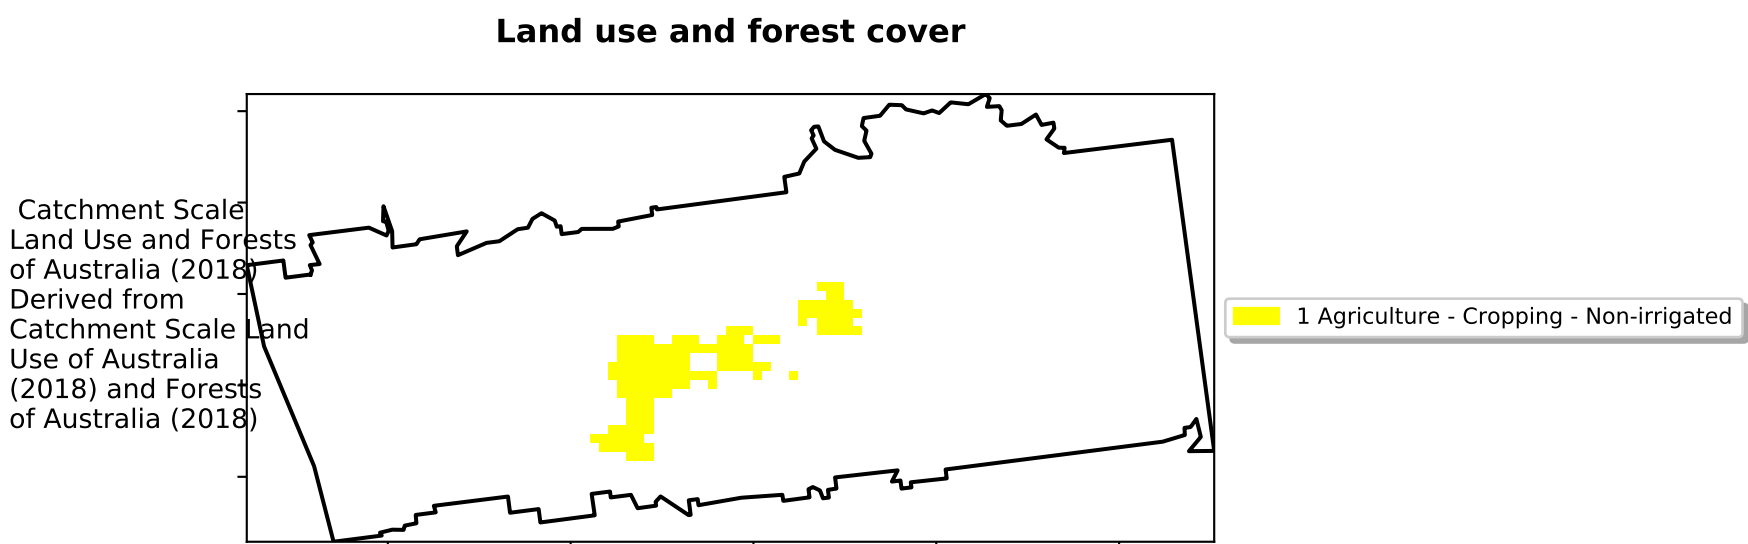 Land use and forest cover
Catchment Scale
Land Use and Forests
of Australia (2018)
Derived from
Catchment Scale Land
Use of Australia
(2018) and Forests
of Australia (2018)
1 Agriculture - Cropping - Non-irrigated